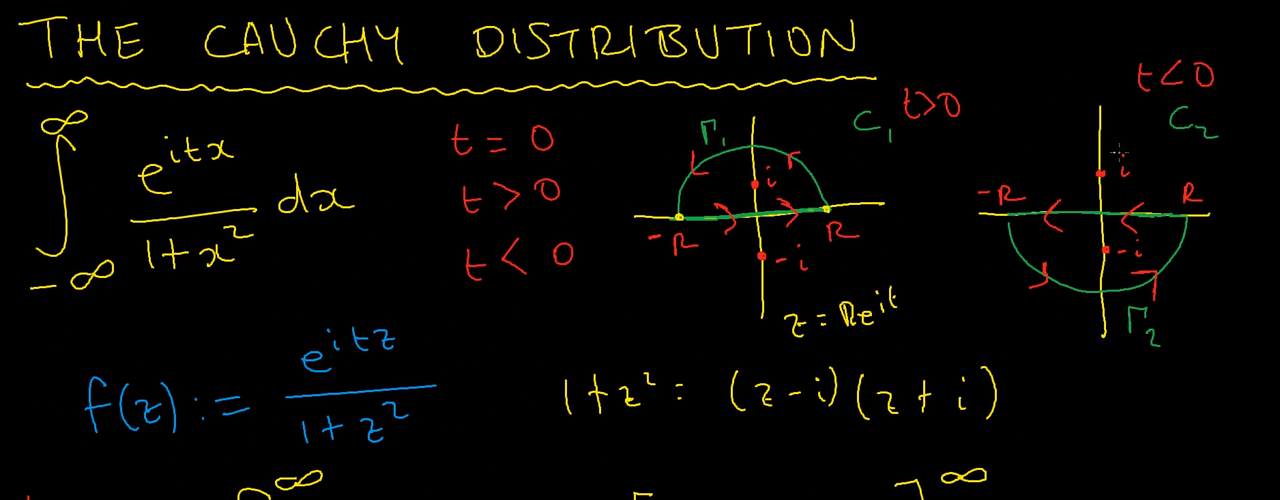 THE CAUCHY DISTRIBUTION
∫_{-∞}^{∞} e^{itx}/(1+x²) dx
t = 0
t > 0
t < 0
Γ₁
C₁
t>0
i
-R
R
-i
z = Re^{it}
t<0
C₂
i
-R
R
-i
Γ₂
f(z) := e^{itz}/(1+z²)
1+z² = (z-i)(z+i)
∞
∞